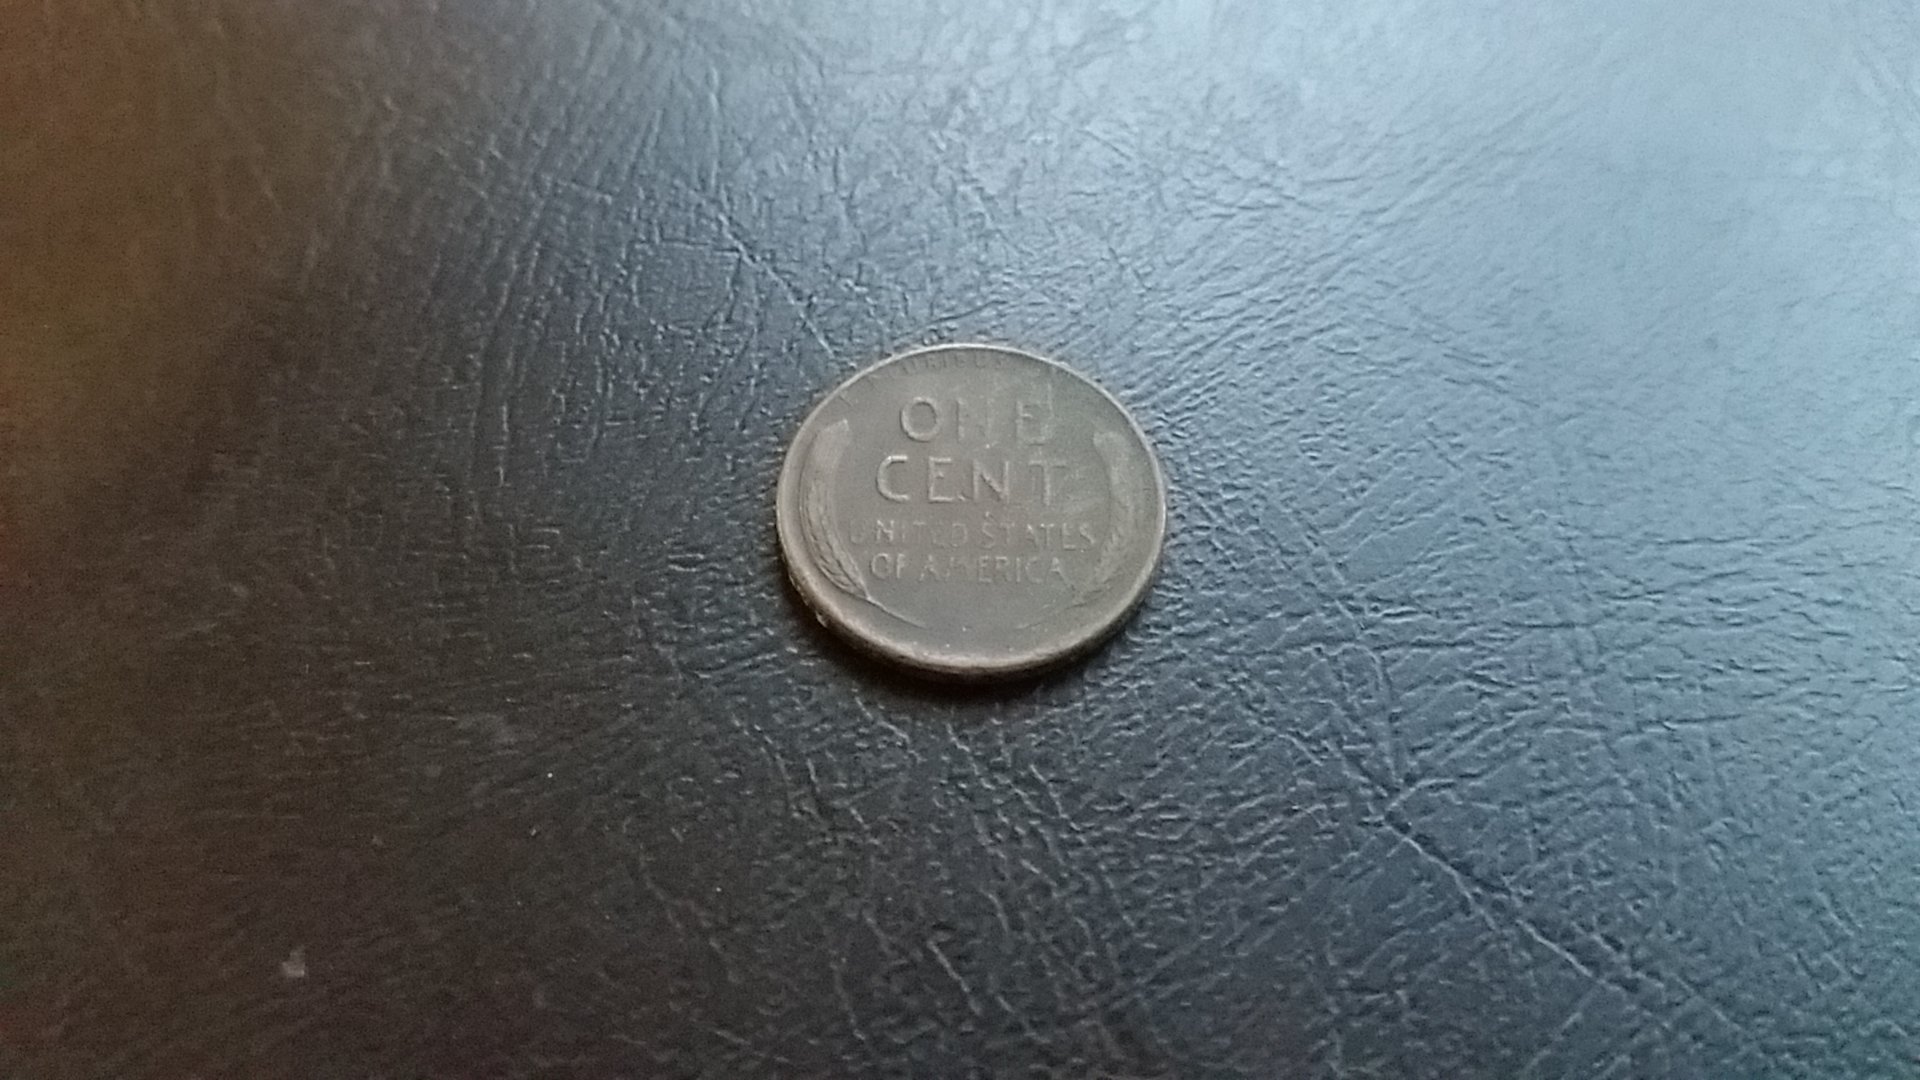 ONE
CENT
UNITED STATES
OF AMERICA